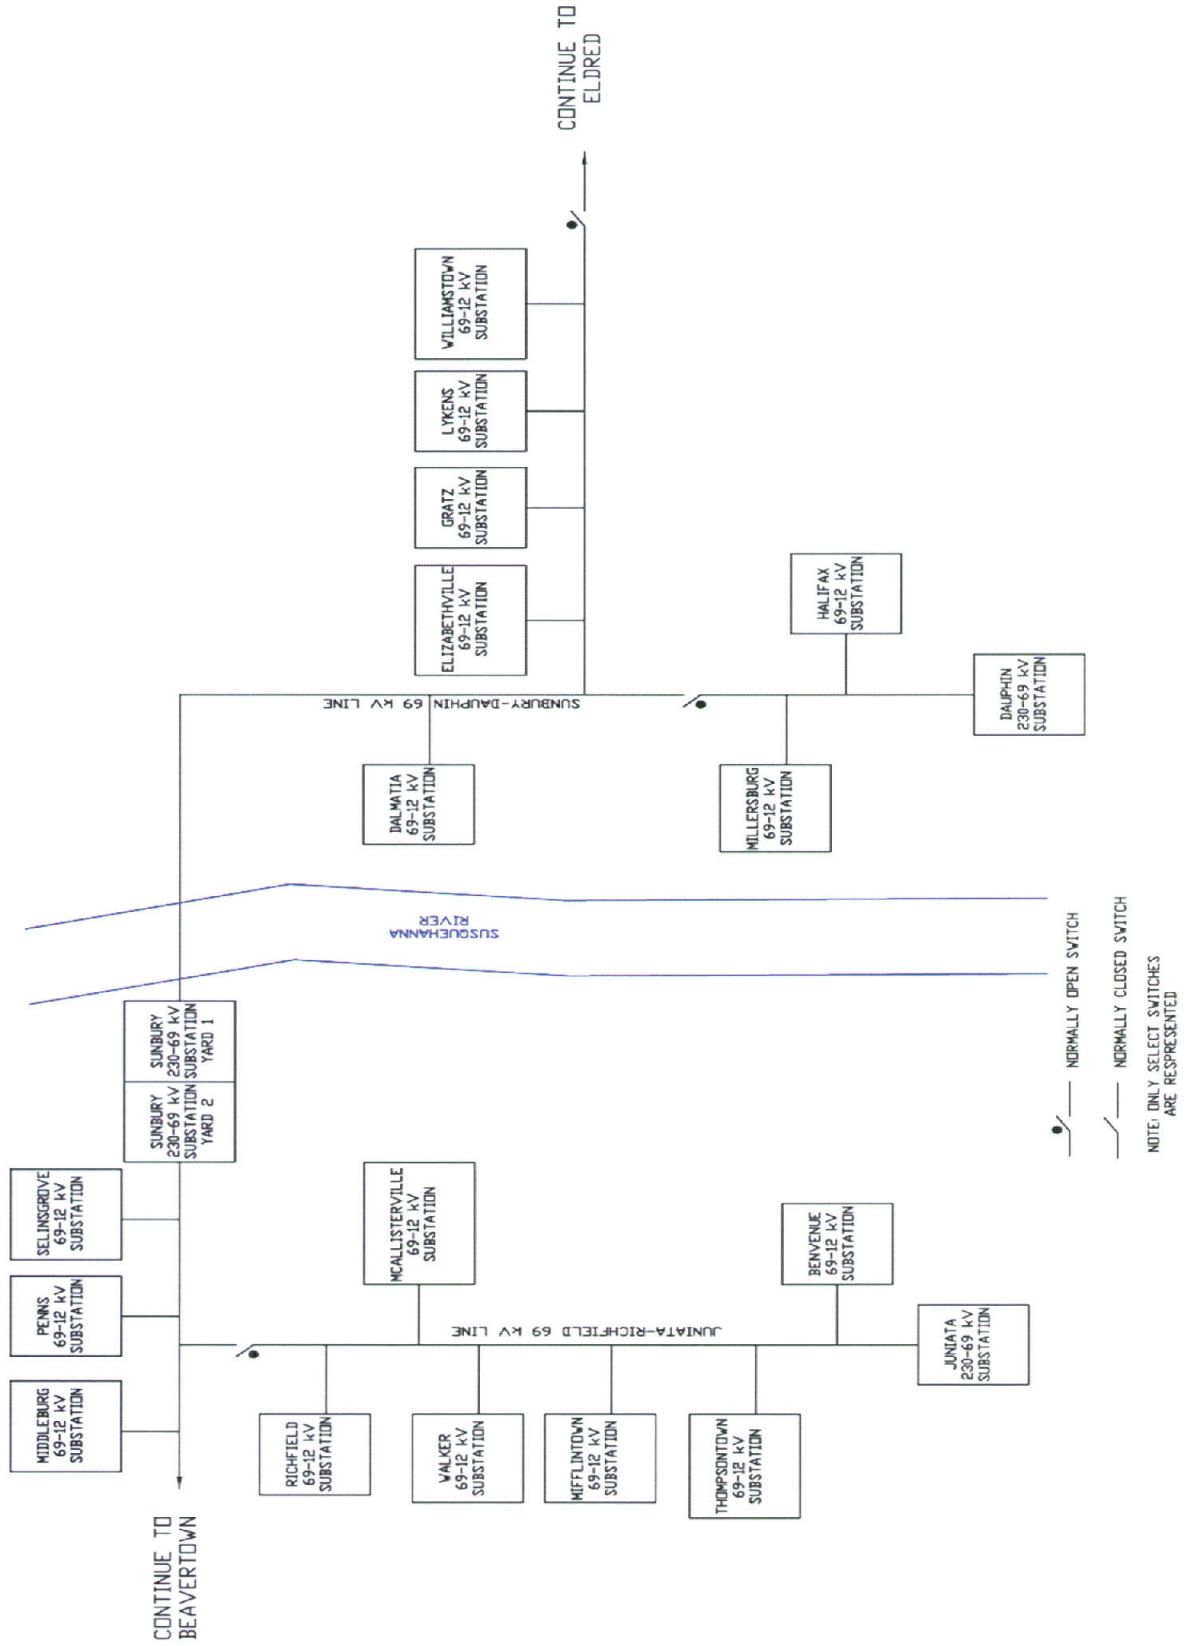 CONTINUE TO
BEAVERTOWN
MIDDLEBURG
69-12 kV
SUBSTATION
PENNS
69-12 kV
SUBSTATION
SELINSGROVE
69-12 kV
SUBSTATION
SUNBURY
230-69 kV
SUBSTATION
YARD 2
SUNBURY
230-69 kV
SUBSTATION
YARD 1
RICHFIELD
69-12 kV
SUBSTATION
MCALLISTERVILLE
69-12 kV
SUBSTATION
WALKER
69-12 kV
SUBSTATION
MIFFLINTOWN
69-12 kV
SUBSTATION
THOMPSONTOWN
69-12 kV
SUBSTATION
BENVENUE
69-12 kV
SUBSTATION
JUNIATA
230-69 kV
SUBSTATION
JUNIATA-RICHFIELD 69 KV LINE
SUSQUEHANNA
RIVER
DALMATIA
69-12 kV
SUBSTATION
SUNBURY-DAUPHIN 69 KV LINE
ELIZABETHVILLE
69-12 kV
SUBSTATION
GRATZ
69-12 kV
SUBSTATION
LYKENS
69-12 kV
SUBSTATION
WILLIAMSTOWN
69-12 kV
SUBSTATION
CONTINUE TO
ELDRED
MILLERSBURG
69-12 kV
SUBSTATION
HALIFAX
69-12 kV
SUBSTATION
DAUPHIN
230-69 kV
SUBSTATION
NORMALLY OPEN SWITCH
NORMALLY CLOSED SWITCH
NOTE: ONLY SELECT SWITCHES
ARE RESPRESENTED